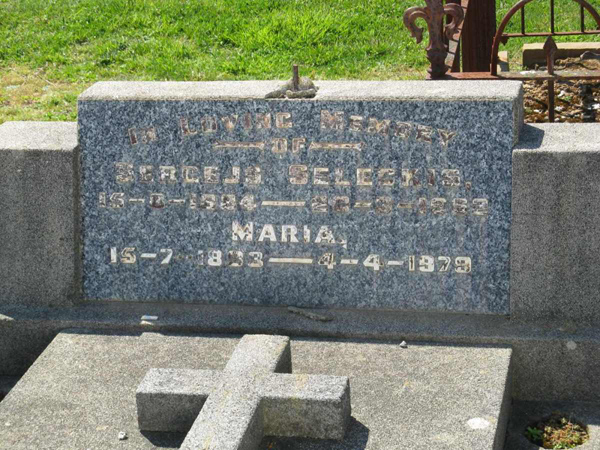 IN LOVING MEMORY
OF
SERGEJS SELECKIS.
MARIA,
15-7-1893 — 4-4-1979